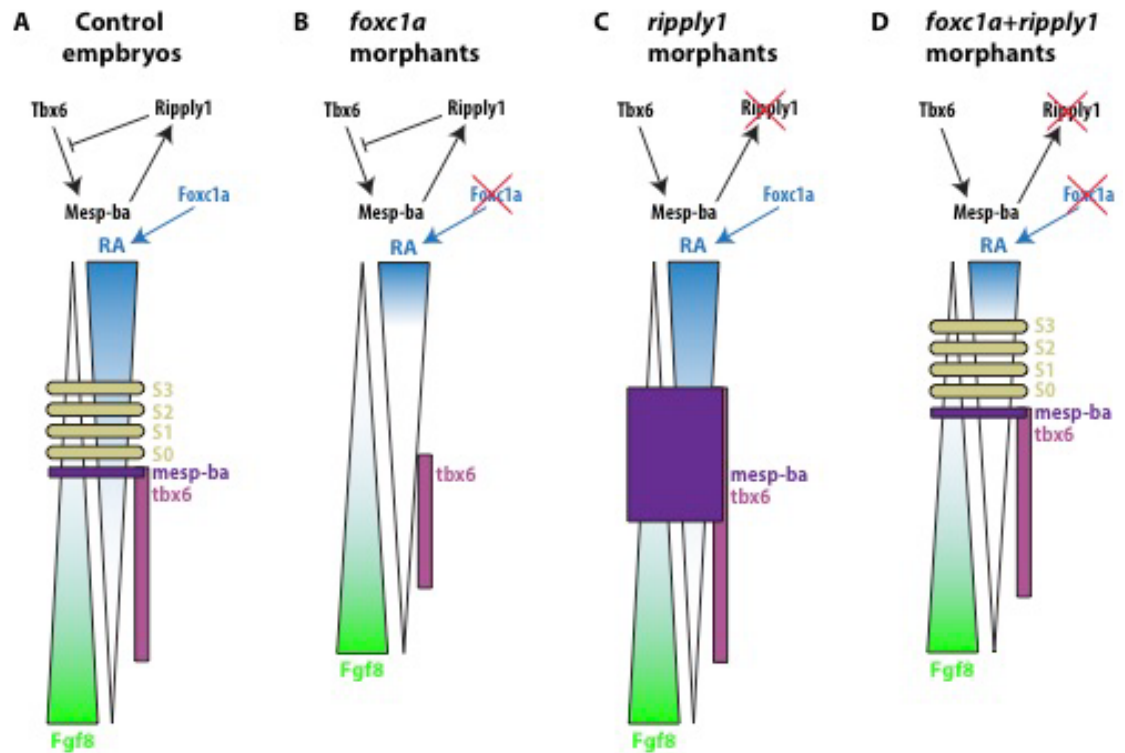 A Control
empbryos
Tbx6
Ripply1
Mesp-ba
Foxc1a
RA
S3
S2
S1
S0
mesp-ba
tbx6
Fgf8
B foxc1a
morphants
Tbx6
Ripply1
Mesp-ba
Foxc1a
RA
tbx6
Fgf8
C ripply1
morphants
Tbx6
Ripply1
Mesp-ba
Foxc1a
RA
mesp-ba
tbx6
Fgf8
D foxc1a+ripply1
morphants
Tbx6
Ripply1
Mesp-ba
Foxc1a
RA
S3
S2
S1
S0
mesp-ba
tbx6
Fgf8